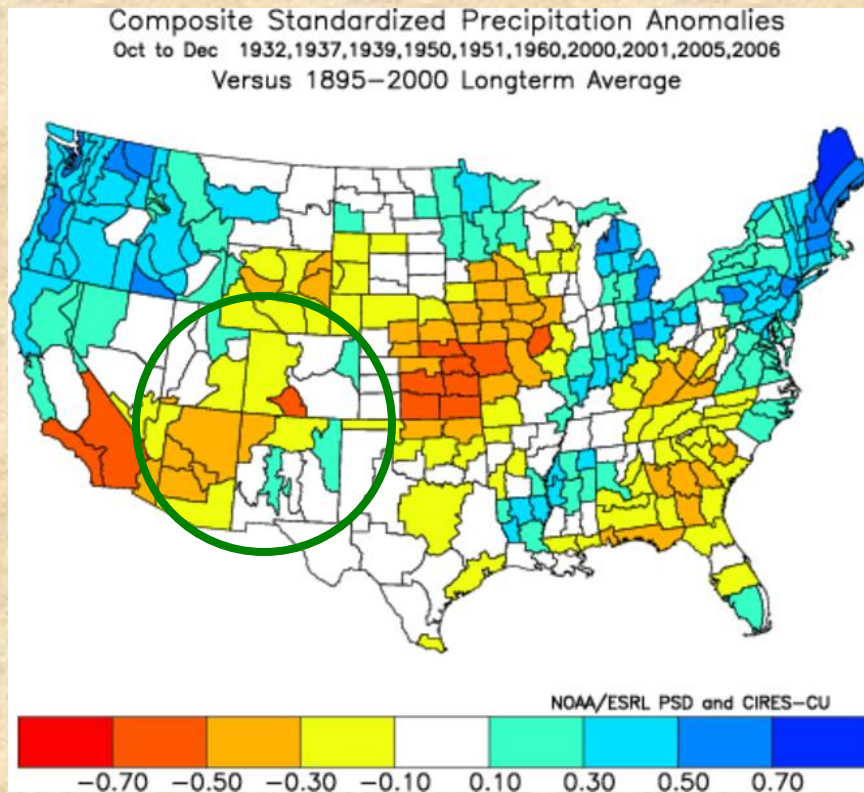 Composite Standardized Precipitation Anomalies
Oct to Dec 1932,1937,1939,1950,1951,1960,2000,2001,2005,2006
Versus 1895-2000 Longterm Average
NOAA/ESRL PSD and CIRES-CU
-0.70 -0.50 -0.30 -0.10 0.10 0.30 0.50 0.70